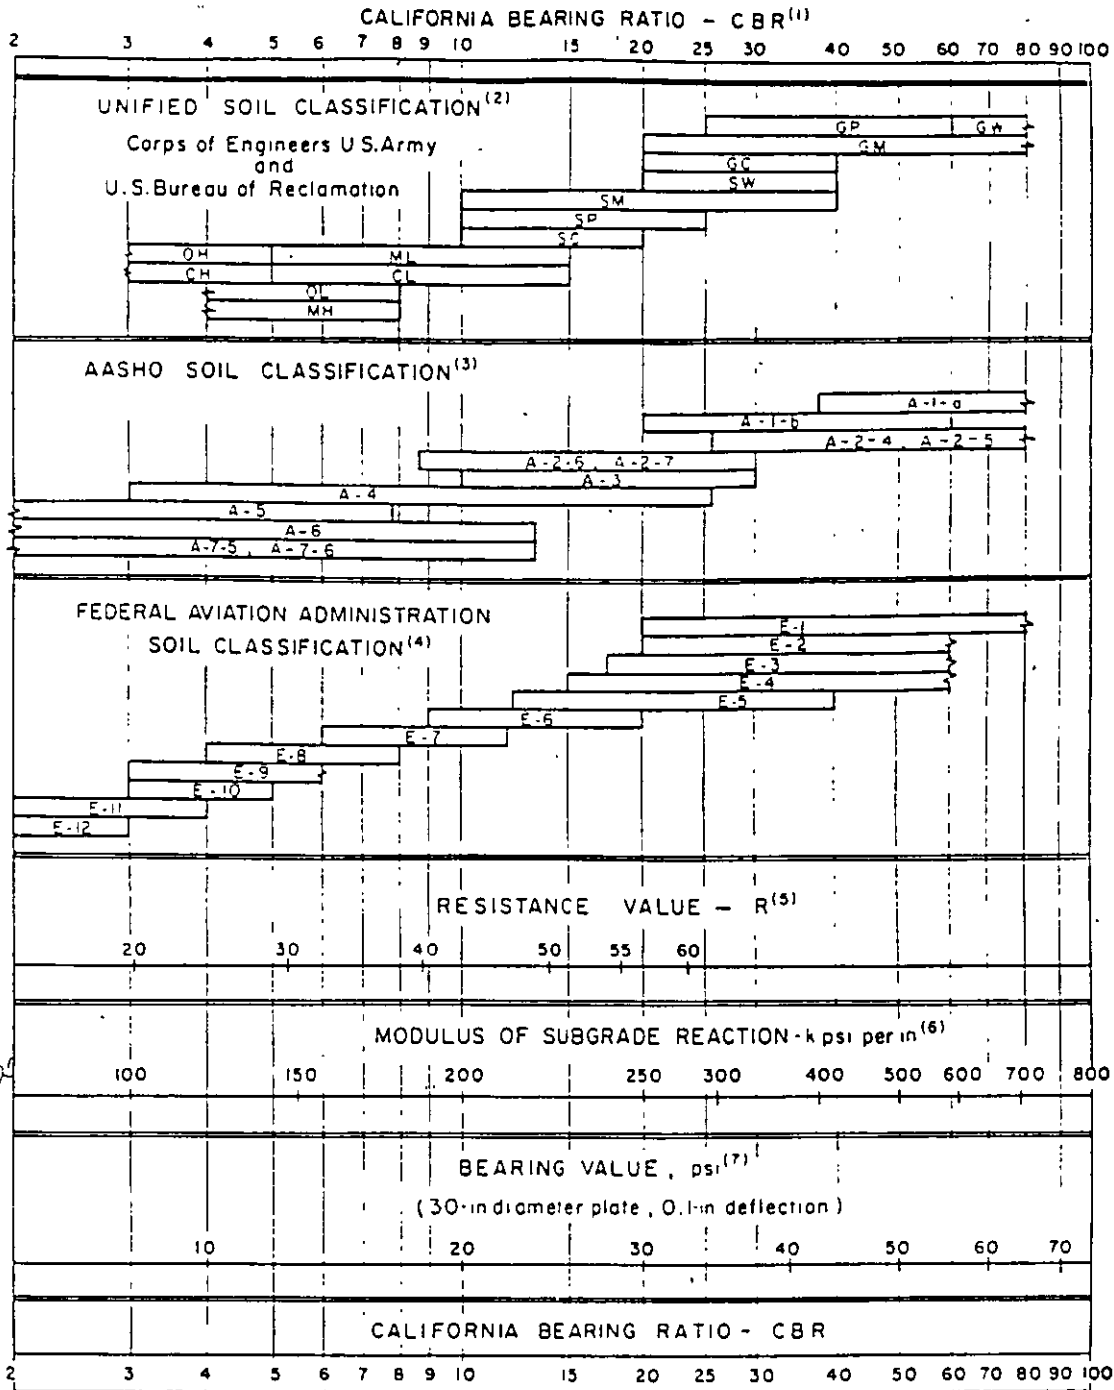 CALIFORNIA BEARING RATIO - CBR(1)
2 3 4 5 6 7 8 9 10 15 20 25 30 40 50 60 70 80 100
UNIFIED SOIL CLASSIFICATION(2)
Corps of Engineers U.S. Army
and
U.S. Bureau of Reclamation
GP GW
GM
GC
SW
SM
SP
SC
OH ML
CH CL
OL
MH
AASHO SOIL CLASSIFICATION(3)
A-1-a
A-1-b
A-2-4, A-2-5
A-2-6, A-2-7
A-3
A-4
A-5
A-6
A-7-5, A-7-6
FEDERAL AVIATION ADMINISTRATION
SOIL CLASSIFICATION(4)
E-1
E-2
E-3
E-4
E-5
E-6
E-7
E-8
E-9
E-10
E-11
E-12
RESISTANCE VALUE - R(5)
20 30 40 50 55 60
MODULUS OF SUBGRADE REACTION - k psi per in(6)
100 150 200 250 300 400 500 600 700 800
BEARING VALUE, psi(7)
(30-in diameter plate, 0.1-in deflection)
10 20 30 40 50 60 70
CALIFORNIA BEARING RATIO - CBR
2 3 4 5 6 7 8 9 10 15 20 25 30 40 50 60 70 80 90 100